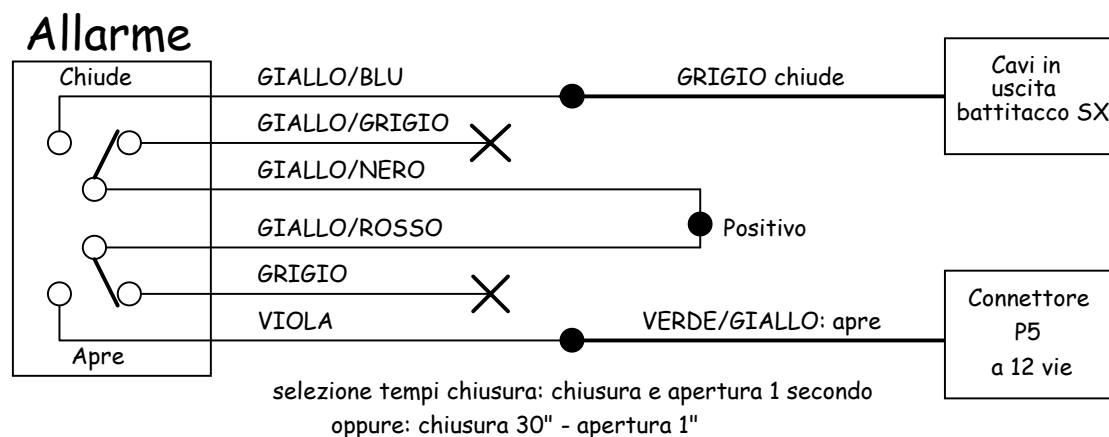 Allarme
Chiude
GIALLO/BLU
GRIGIO chiude
Cavi in
uscita
battitacco SX
GIALLO/GRIGIO
GIALLO/NERO
GIALLO/ROSSO
Positivo
GRIGIO
VIOLA
VERDE/GIALLO: apre
Connettore
P5
a 12 vie
Apre
selezione tempi chiusura: chiusura e apertura 1 secondo
oppure: chiusura 30" - apertura 1"